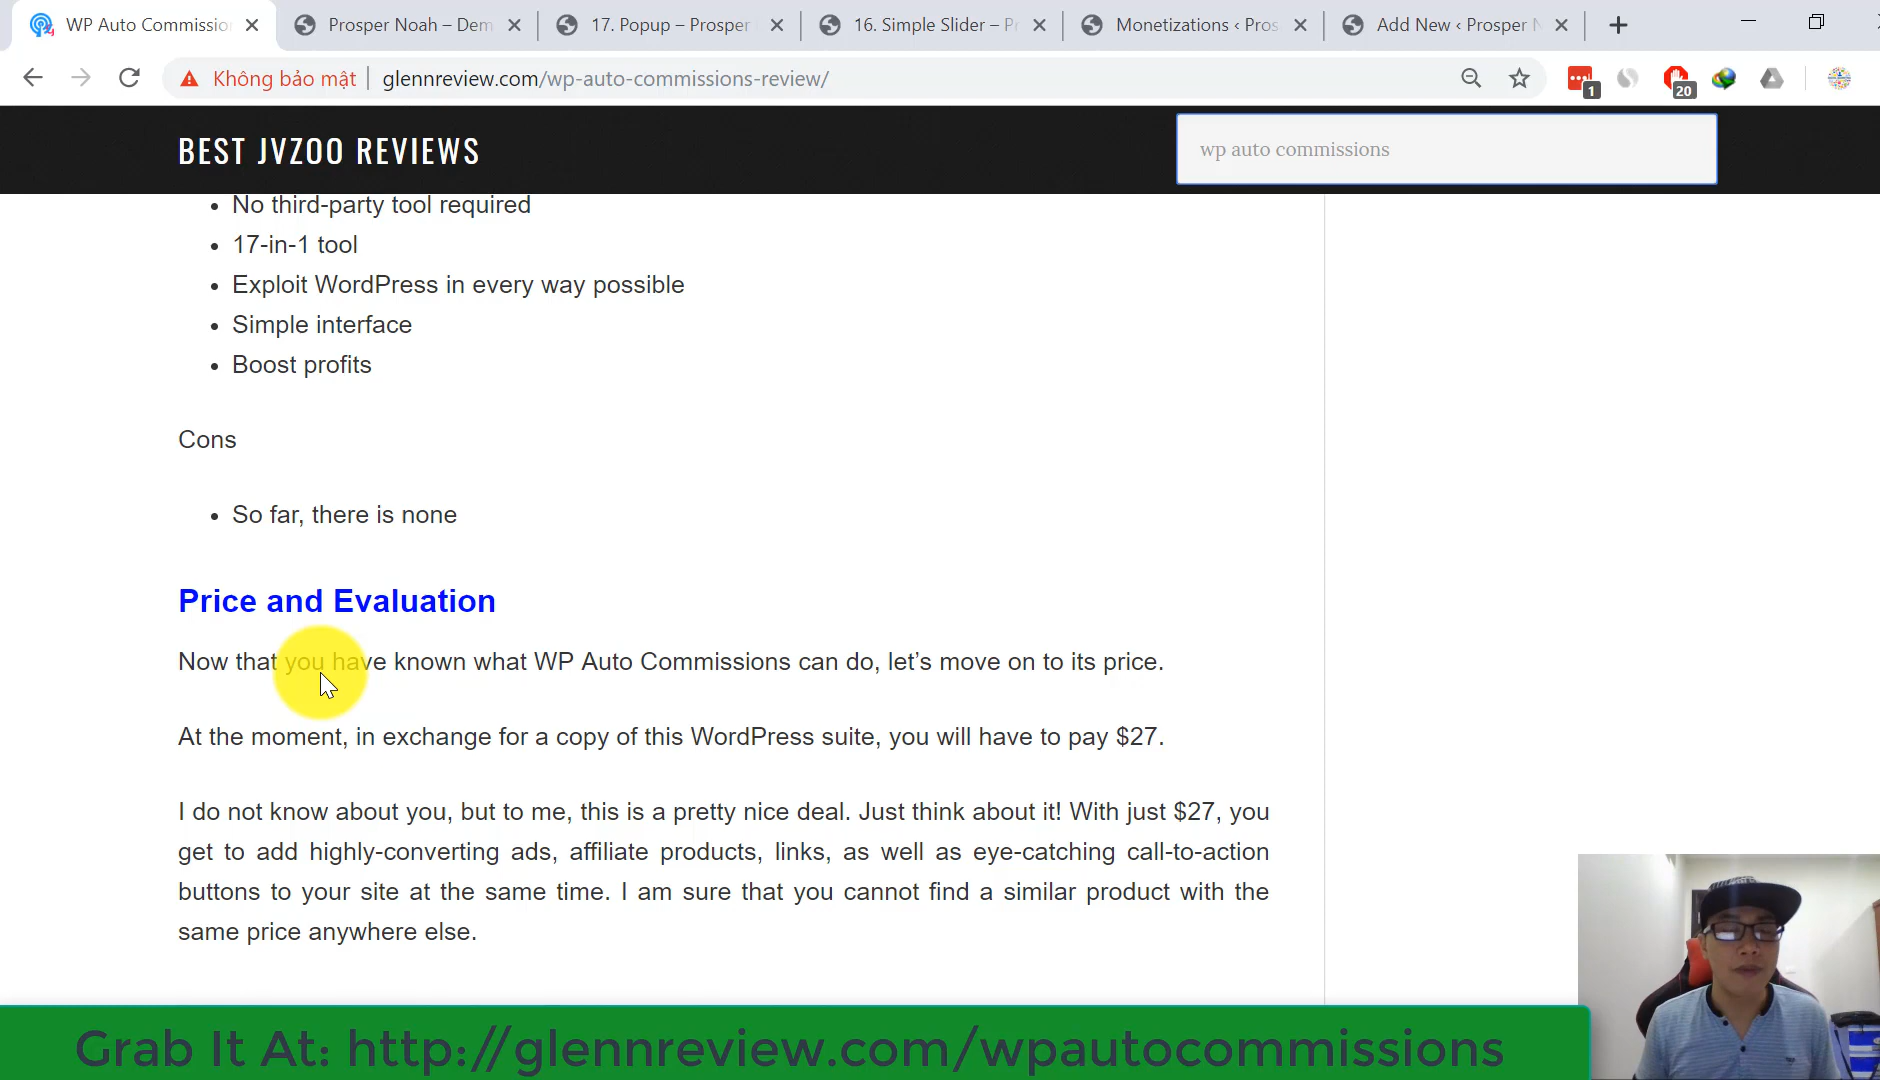 WP Auto Commissio
Prosper Noah – Dem
17. Popup – Prosper
16. Simple Slider – P
Monetizations ‹ Pros
Add New ‹ Prosper N
Không bảo mật
glennreview.com/wp-auto-commissions-review/
1
20
BEST JVZOO REVIEWS
wp auto commissions
• No third-party tool required
• 17-in-1 tool
• Exploit WordPress in every way possible
• Simple interface
• Boost profits
Cons
• So far, there is none
Price and Evaluation
Now that you have known what WP Auto Commissions can do, let’s move on to its price.
At the moment, in exchange for a copy of this WordPress suite, you will have to pay $27.
I do not know about you, but to me, this is a pretty nice deal. Just think about it! With just $27, you
get to add highly-converting ads, affiliate products, links, as well as eye-catching call-to-action
buttons to your site at the same time. I am sure that you cannot find a similar product with the
same price anywhere else.
Grab It At: http://glennreview.com/wpautocommissions